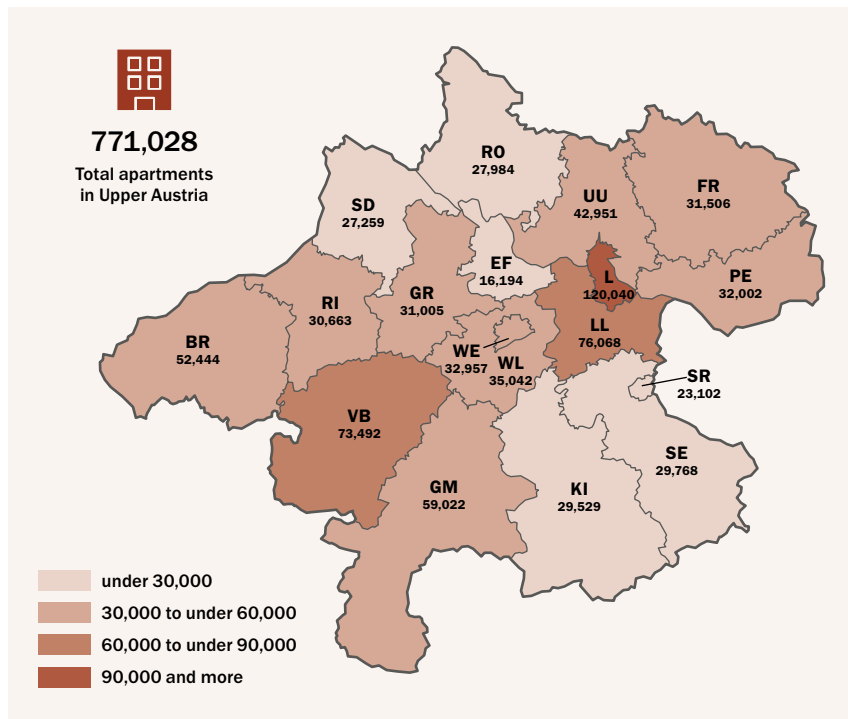 771,028
Total apartments
in Upper Austria
RO
27,984
SD
27,259
UU
42,951
FR
31,506
EF
16,194
L
120,040
PE
32,002
GR
31,005
RI
30,663
BR
52,444
LL
76,068
WE
32,957
WL
35,042
SR
23,102
VB
73,492
SE
29,768
GM
59,022
KI
29,529
under 30,000
30,000 to under 60,000
60,000 to under 90,000
90,000 and more